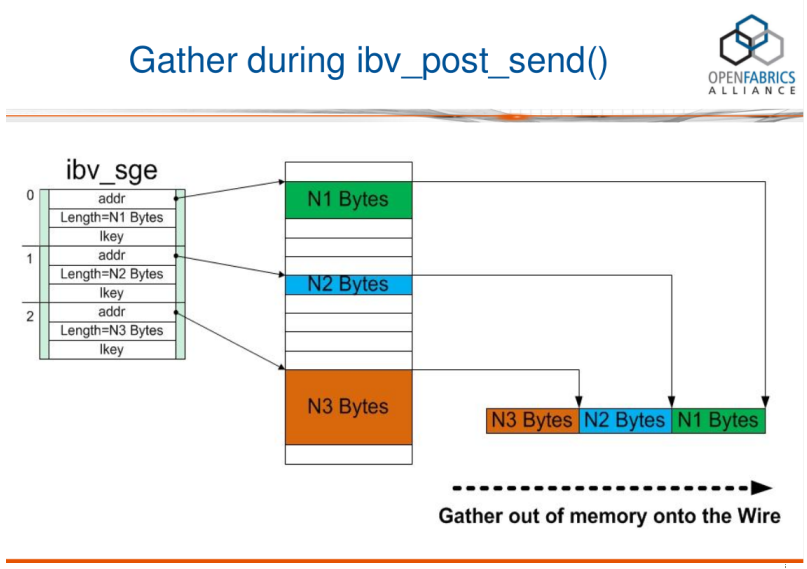 Gather during ibv_post_send()
OPENFABRICS
ALLIANCE
ibv_sge
0
addr
Length=N1 Bytes
lkey
1
addr
Length=N2 Bytes
lkey
2
addr
Length=N3 Bytes
lkey
N1 Bytes
N2 Bytes
N3 Bytes
N3 Bytes N2 Bytes N1 Bytes
Gather out of memory onto the Wire